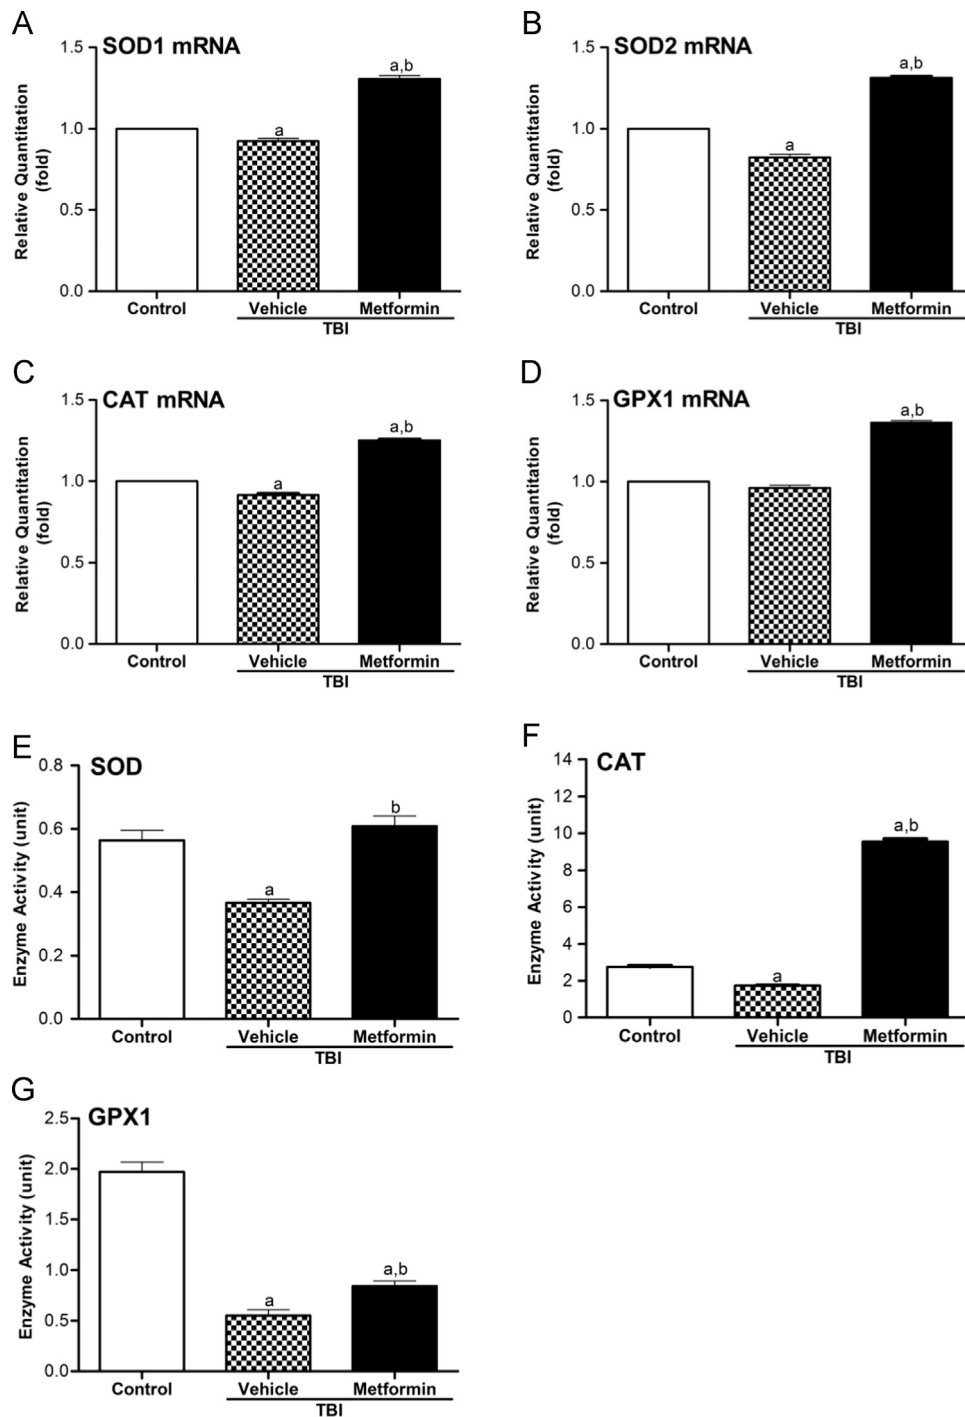 A
SOD1 mRNA
Relative Quantitation
(fold)
1.5
1.0
0.5
0.0
a
a,b
Control
Vehicle
Metformin
TBI
B
SOD2 mRNA
Relative Quantitation
(fold)
1.5
1.0
0.5
0.0
a
a,b
Control
Vehicle
Metformin
TBI
C
CAT mRNA
Relative Quantitation
(fold)
1.5
1.0
0.5
0.0
a
a,b
Control
Vehicle
Metformin
TBI
D
GPX1 mRNA
Relative Quantitation
(fold)
1.5
1.0
0.5
0.0
a,b
Control
Vehicle
Metformin
TBI
E
SOD
Enzyme Activity (unit)
0.8
0.6
0.4
0.2
0.0
a
b
Control
Vehicle
Metformin
TBI
F
CAT
Enzyme Activity (unit)
14
12
10
8
6
4
2
0
a
a,b
Control
Vehicle
Metformin
TBI
G
GPX1
Enzyme Activity (unit)
2.5
2.0
1.5
1.0
0.5
0.0
a
a,b
Control
Vehicle
Metformin
TBI